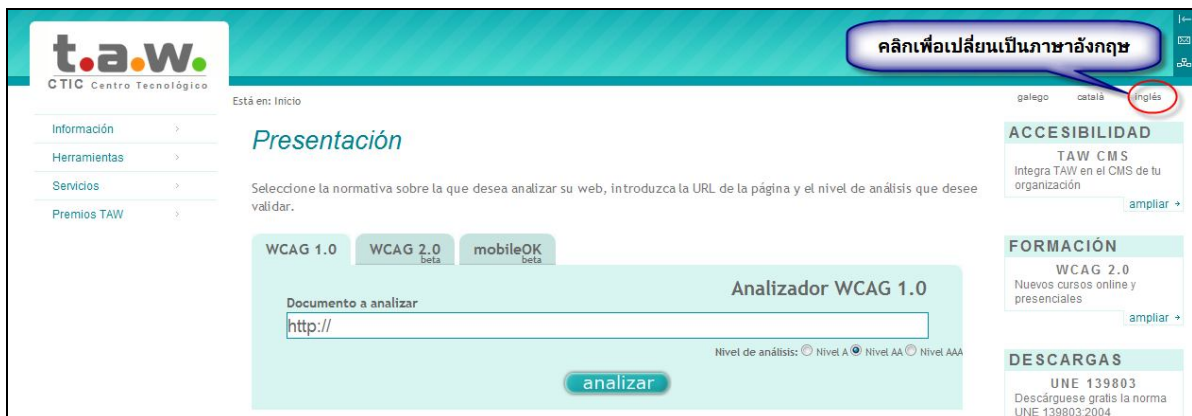 t.a.w.
CTIC Centro Tecnológico
คลิกเพื่อเปลี่ยนเป็นภาษาอังกฤษ
Está en: Inicio
galego català inglés
Información
Herramientas
Servicios
Premios TAW
Presentación
Seleccione la normativa sobre la que desea analizar su web, introduzca la URL de la página y el nivel de análisis que desee
validar.
WCAG 1.0
WCAG 2.0
beta
mobileOK
beta
Analizador WCAG 1.0
Documento a analizar
http://
Nivel de análisis: Nivel A Nivel AA Nivel AAA
analizar
ACCESIBILIDAD
TAW CMS
Integra TAW en el CMS de tu
organización
ampliar
FORMACIÓN
WCAG 2.0
Nuevos cursos online y
presenciales
ampliar
DESCARGAS
UNE 139803
Descárguese gratis la norma
UNE 139803:2004